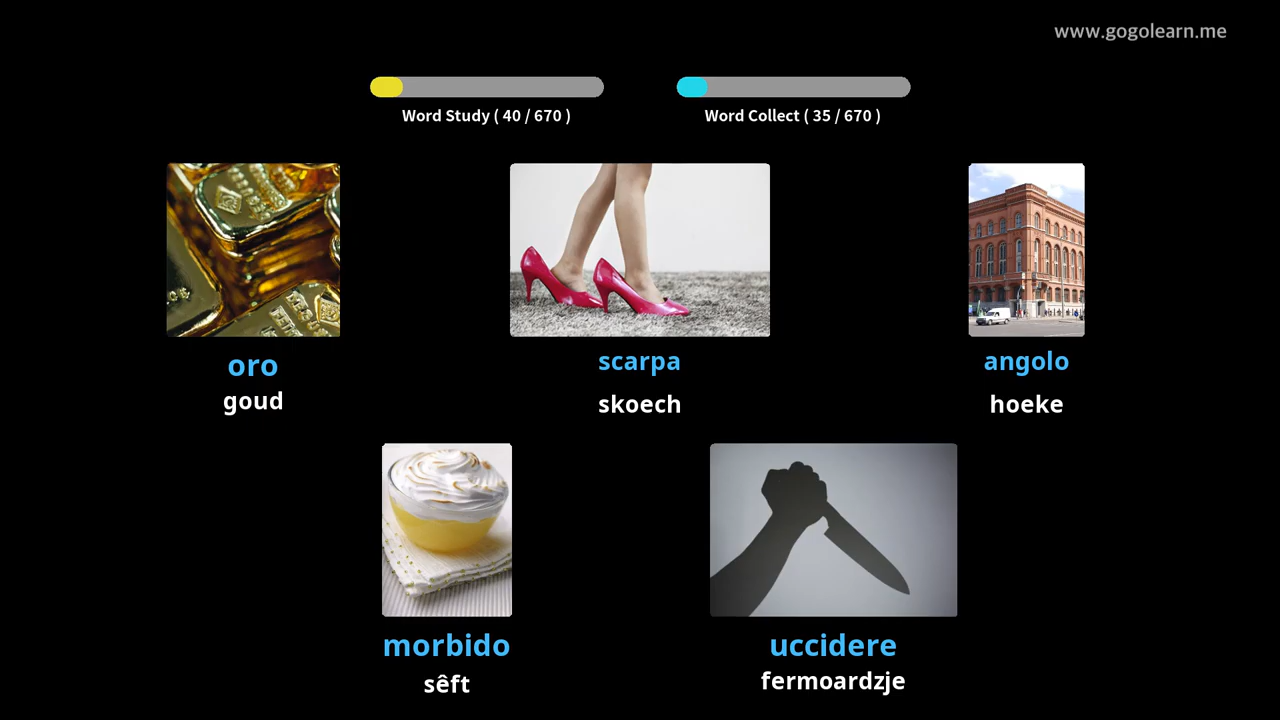 www.gogolearn.me
Word Study ( 40 / 670 )
Word Collect ( 35 / 670 )
oro
goud
scarpa
skoech
angolo
hoeke
morbido
sêft
uccidere
fermoardzje